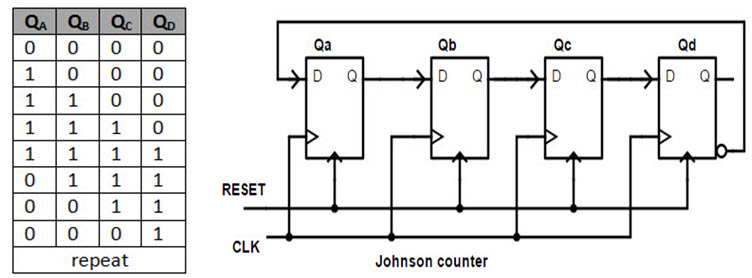 QA QB QC QD
0 0 0 0
1 0 0 0
1 1 0 0
1 1 1 0
1 1 1 1
0 1 1 1
0 0 1 1
0 0 0 1
repeat
Qa Qb Qc Qd
D Q D Q D Q D Q
RESET
CLK
Johnson counter